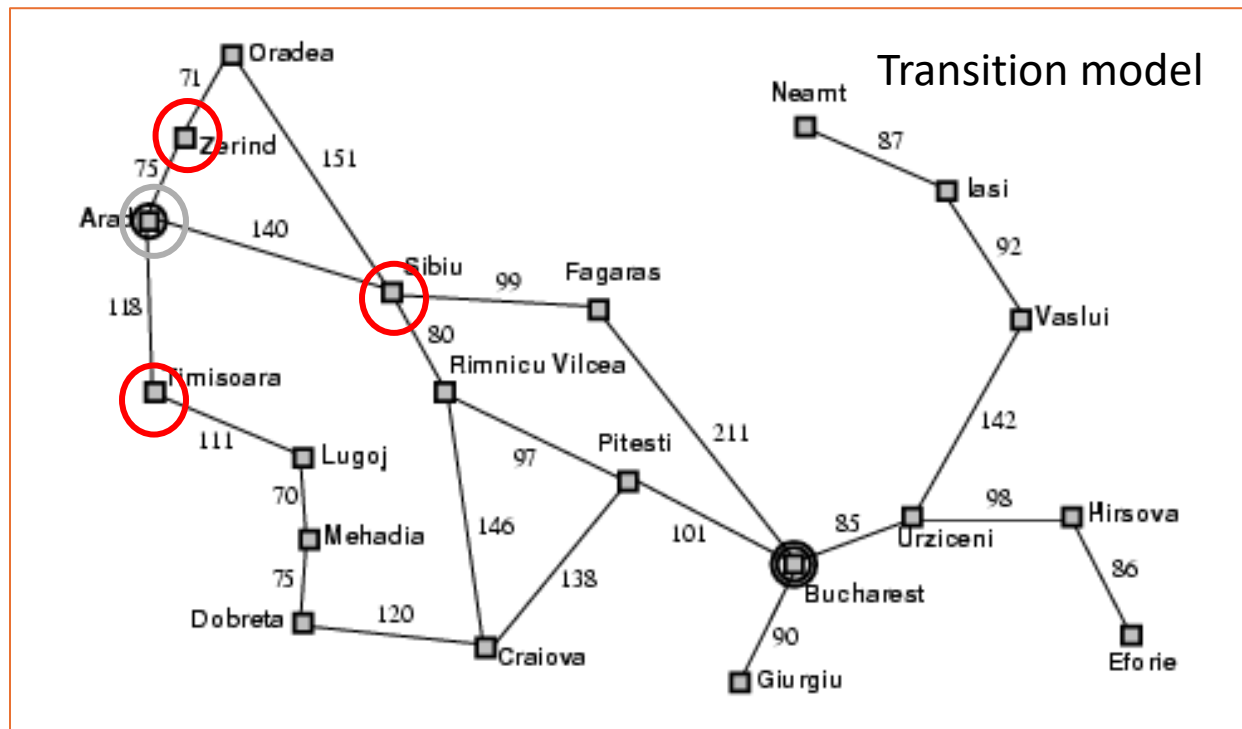 Oradea
Transition model
71
Neamt
Zerind
87
75
151
Iasi
Arad
140
92
Sibiu
99
Fagaras
118
80
Vaslui
Timisoara
Rimnicu Vilcea
142
111
211
Lugoj
97
Pitesti
70
98
Hirsova
Mehadia
146
101
85
Urziceni
75
138
86
Bucharest
Dobreta
120
90
Craiova
Eforie
Giurgiu